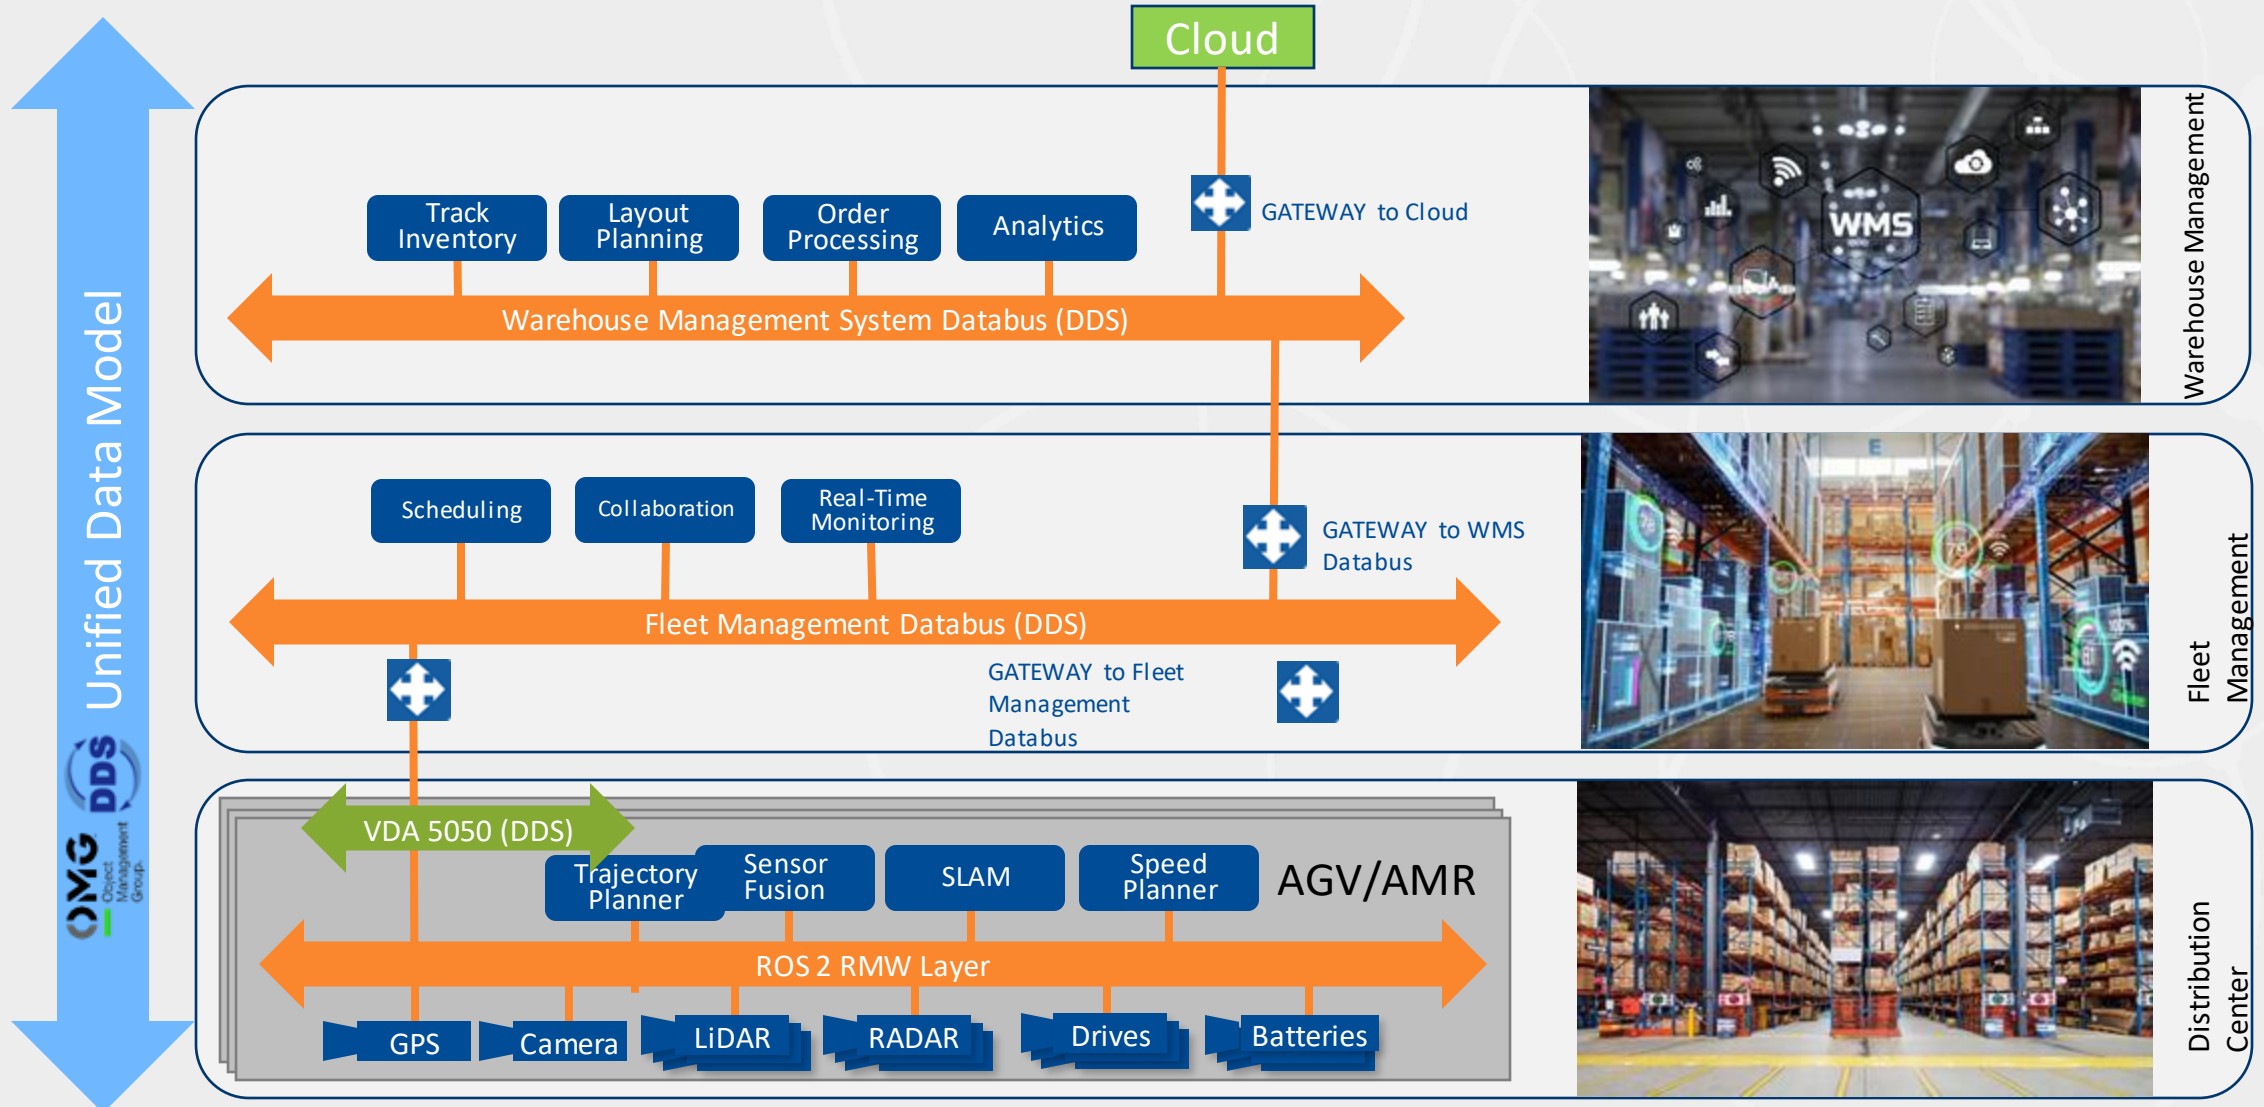 Cloud
Unified Data Model
DDS
OMG
Object
Management
Group.
Track
Inventory
Layout
Planning
Order
Processing
Analytics
GATEWAY to Cloud
Warehouse Management System Databus (DDS)
WMS
Warehouse Management
Scheduling
Collaboration
Real-Time
Monitoring
GATEWAY to WMS
Databus
Fleet Management Databus (DDS)
GATEWAY to Fleet
Management
Databus
Fleet
Management
VDA 5050 (DDS)
Trajectory
Planner
Sensor
Fusion
SLAM
Speed
Planner
AGV/AMR
ROS 2 RMW Layer
GPS
Camera
LiDAR
RADAR
Drives
Batteries
Distribution
Center